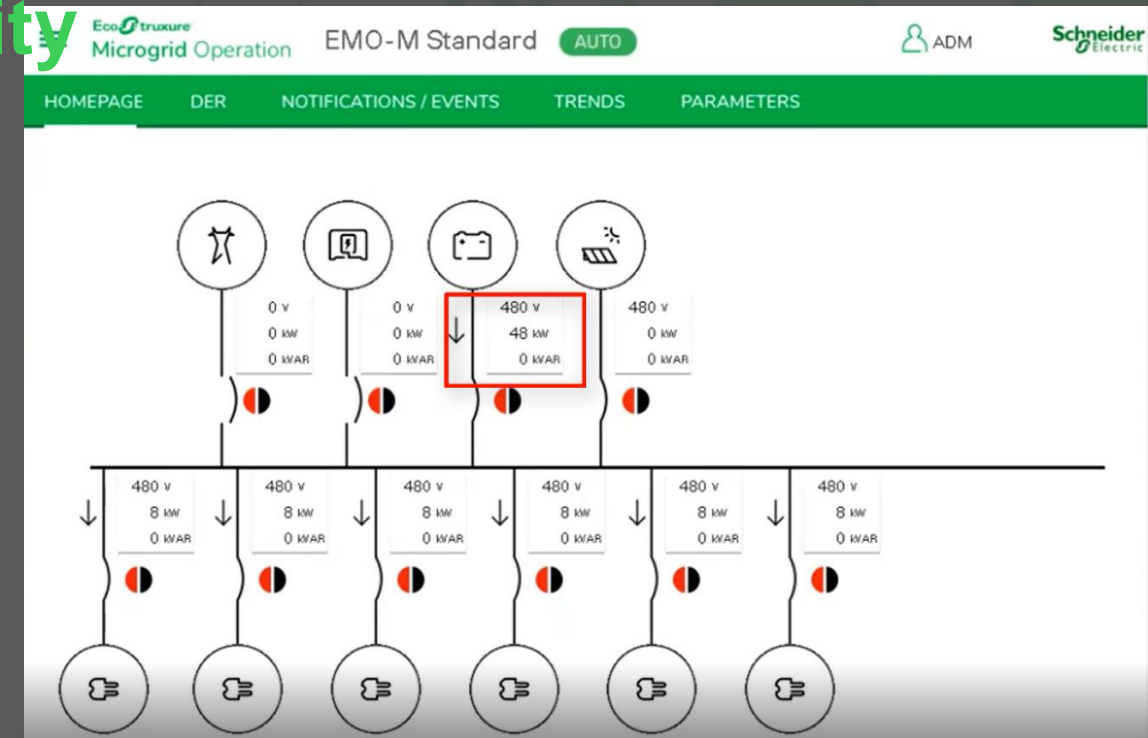 ity
EcoStruxure
Microgrid Operation
EMO-M Standard
AUTO
ADM
Schneider
Electric
HOMEPAGE DER NOTIFICATIONS / EVENTS TRENDS PARAMETERS
0 V 0 V 480 V 480 V
0 kW 0 kW 48 kW 0 kW
0 kVAR 0 kVAR 0 kVAR 0 kVAR
480 V 480 V 480 V 480 V 480 V 480 V
8 kW 8 kW 8 kW 8 kW 8 kW 8 kW
0 kVAR 0 kVAR 0 kVAR 0 kVAR 0 kVAR 0 kVAR